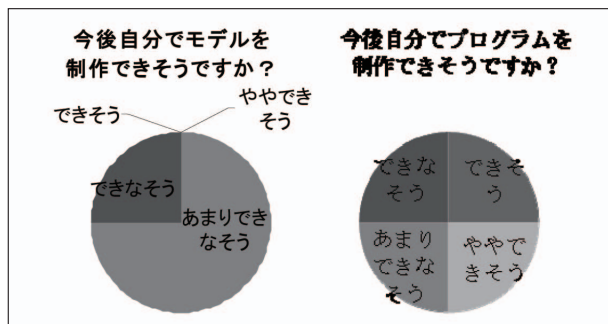 今後自分でモデルを
制作できそうですか？
できそう
ややでき
そう
できなそう
あまりでき
なそう
今後自分でプログラムを
制作できそうですか？
できな
そう
できそ
う
あまり
できな
そう
ややで
きそう